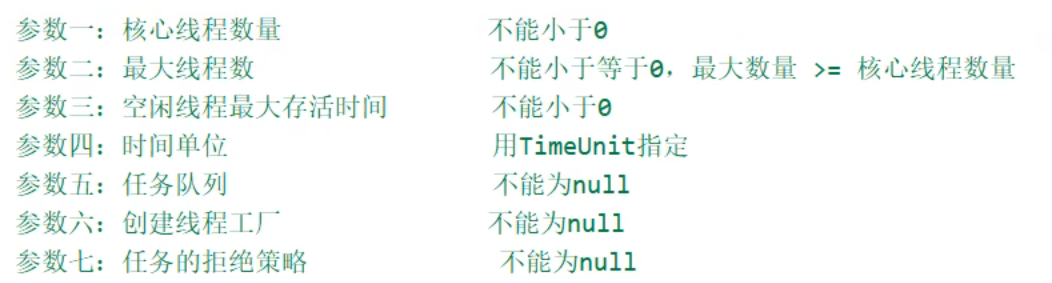 参数一：核心线程数量 不能小于0
参数二：最大线程数 不能小于等于0，最大数量 >= 核心线程数量
参数三：空闲线程最大存活时间 不能小于0
参数四：时间单位 用TimeUnit指定
参数五：任务队列 不能为null
参数六：创建线程工厂 不能为null
参数七：任务的拒绝策略 不能为null